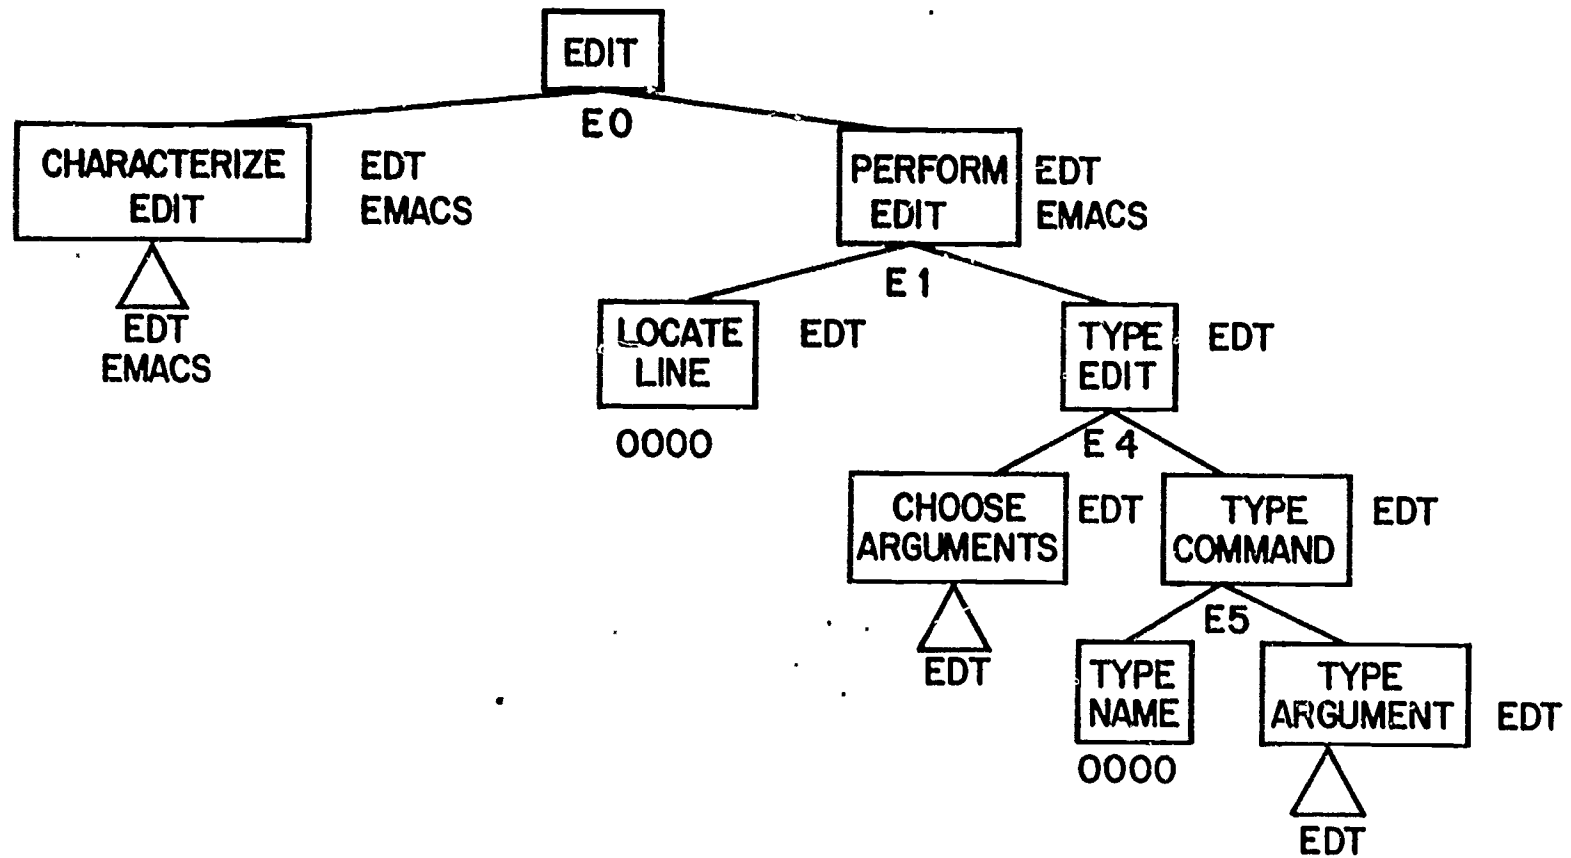 EDIT
E0
CHARACTERIZE
EDIT
EDT
EMACS
PERFORM
EDIT
EDT
EMACS
EDT
EMACS
E1
LOCATE
LINE
EDT
0000
TYPE
EDIT
EDT
E4
CHOOSE
ARGUMENTS
EDT
EDT
TYPE
COMMAND
EDT
E5
TYPE
NAME
0000
TYPE
ARGUMENT
EDT
EDT